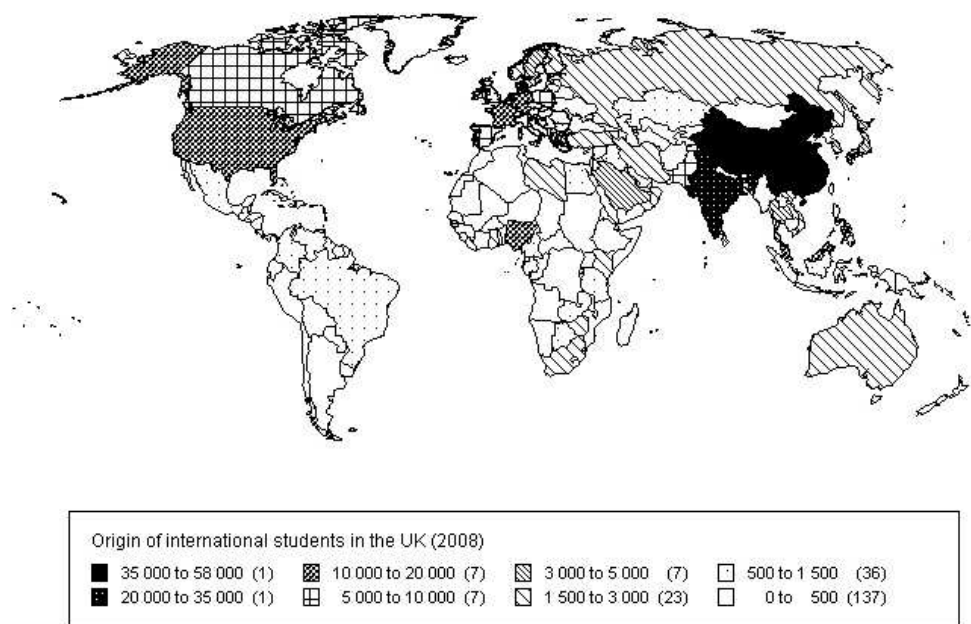 Origin of international students in the UK (2008)
35 000 to 58 000 (1) 10 000 to 20 000 (7) 3 000 to 5 000 (7) 500 to 1 500 (36)
20 000 to 35 000 (1) 5 000 to 10 000 (7) 1 500 to 3 000 (23) 0 to 500 (137)